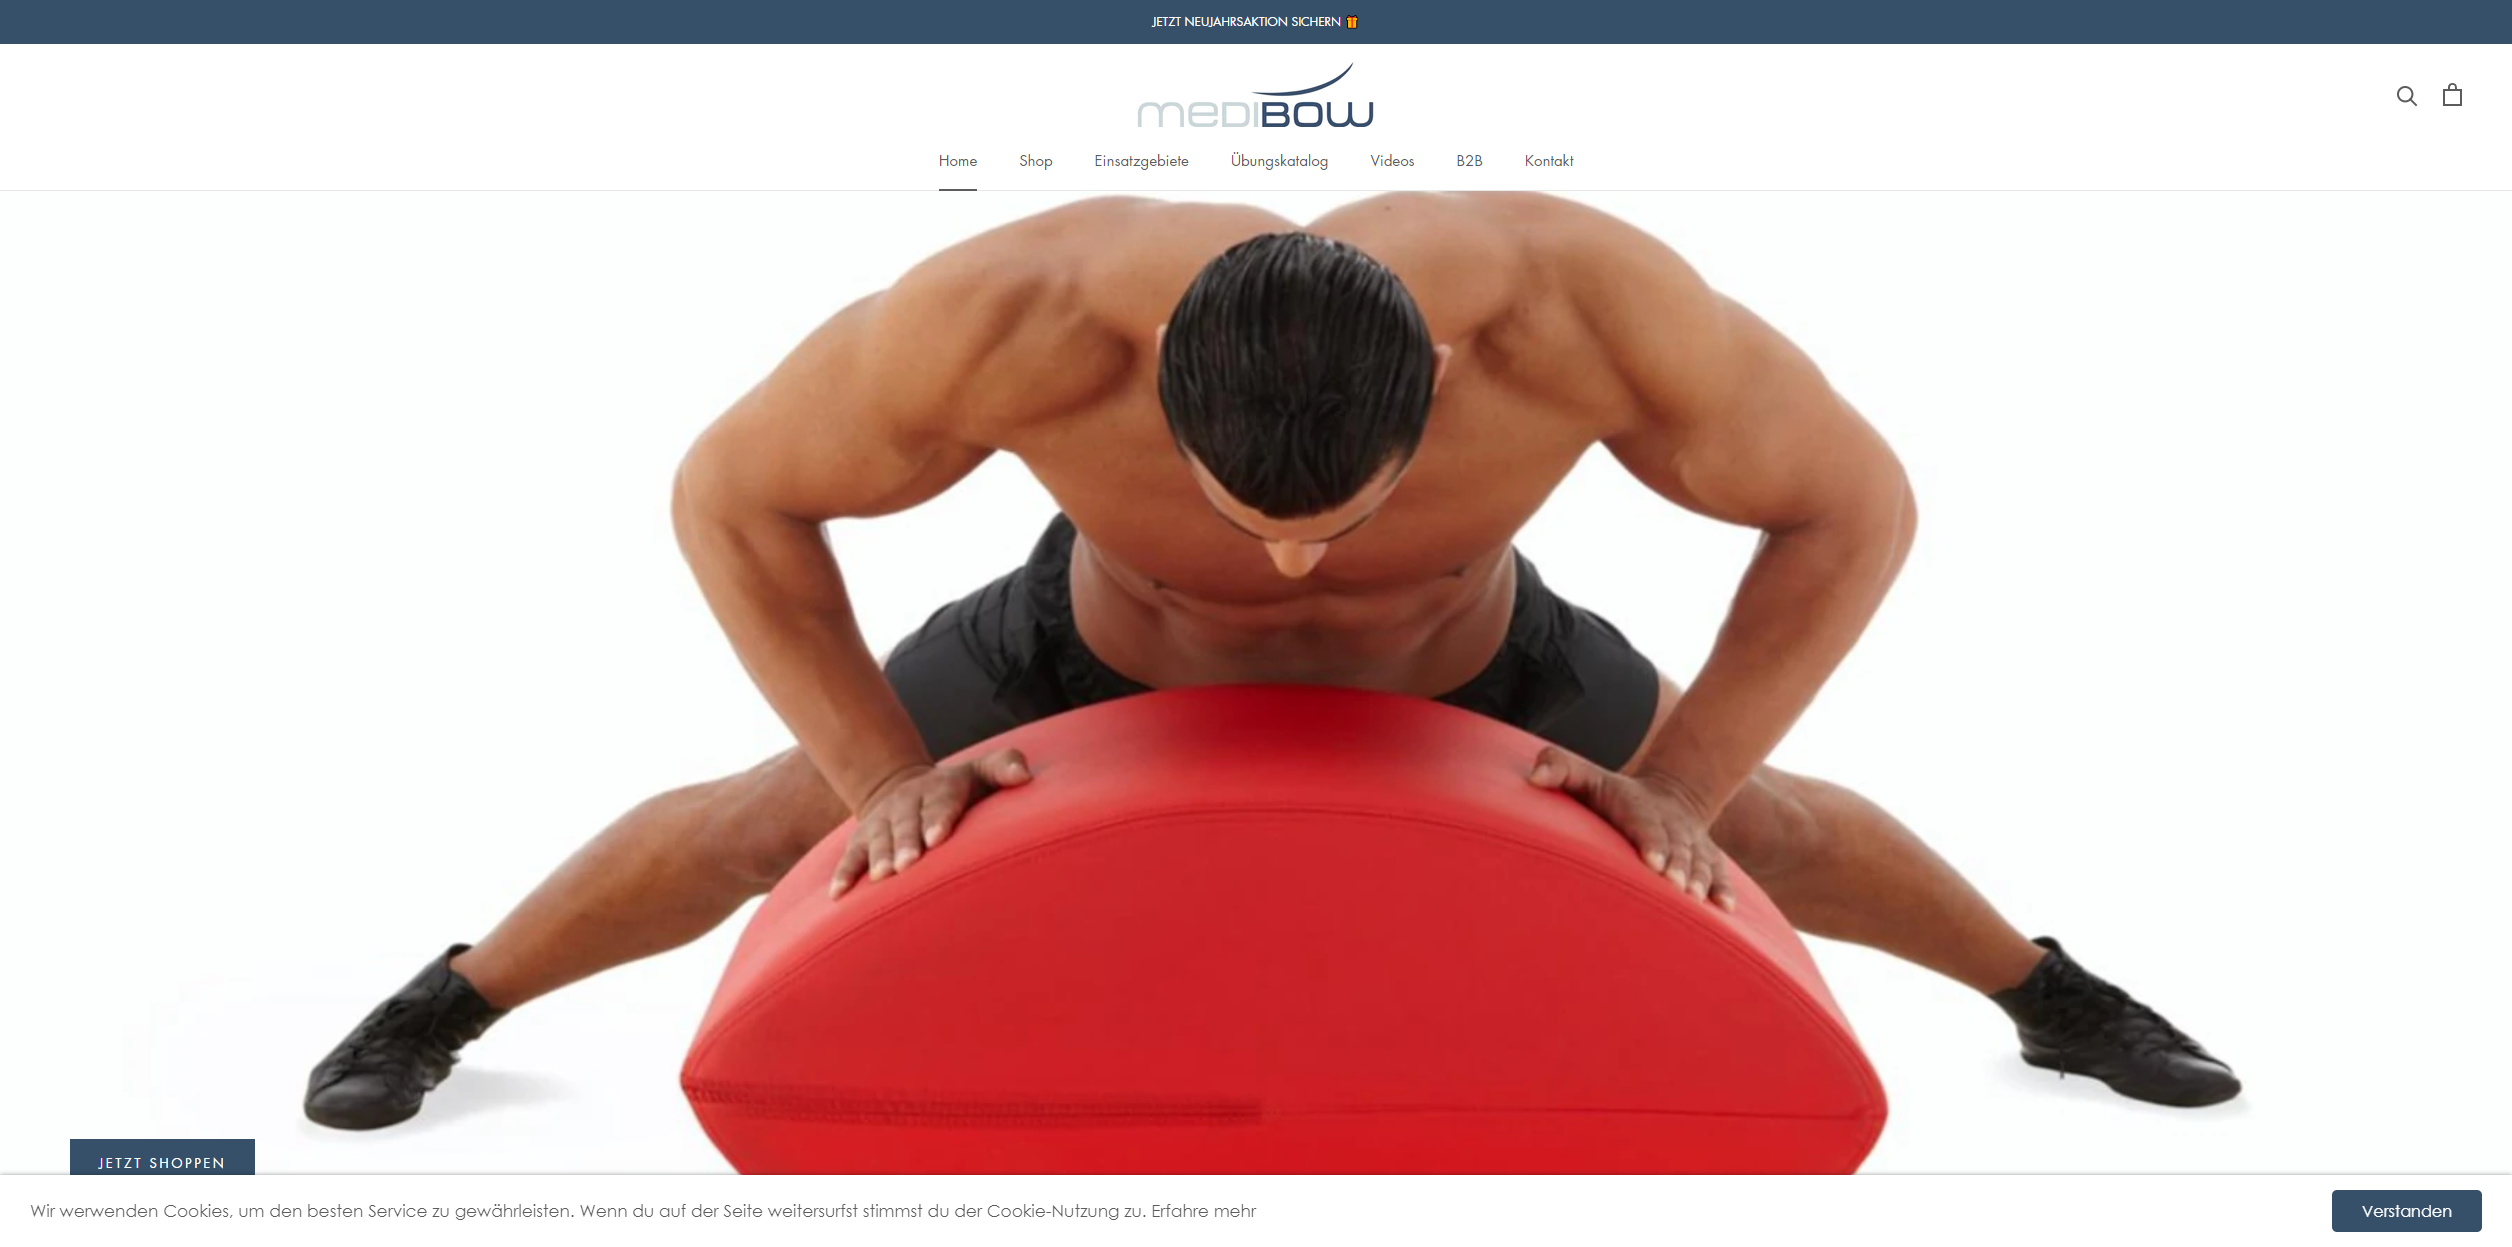 JETZT NEUJAHRSAKTION SICHERN 🎁
MEDIBOW
Home Shop Einsatzgebiete Übungskatalog Videos B2B Kontakt
JETZT SHOPPEN
Wir verwenden Cookies, um den besten Service zu gewährleisten. Wenn du auf der Seite weitersurfst stimmst du der Cookie-Nutzung zu. Erfahre mehr
Verstanden